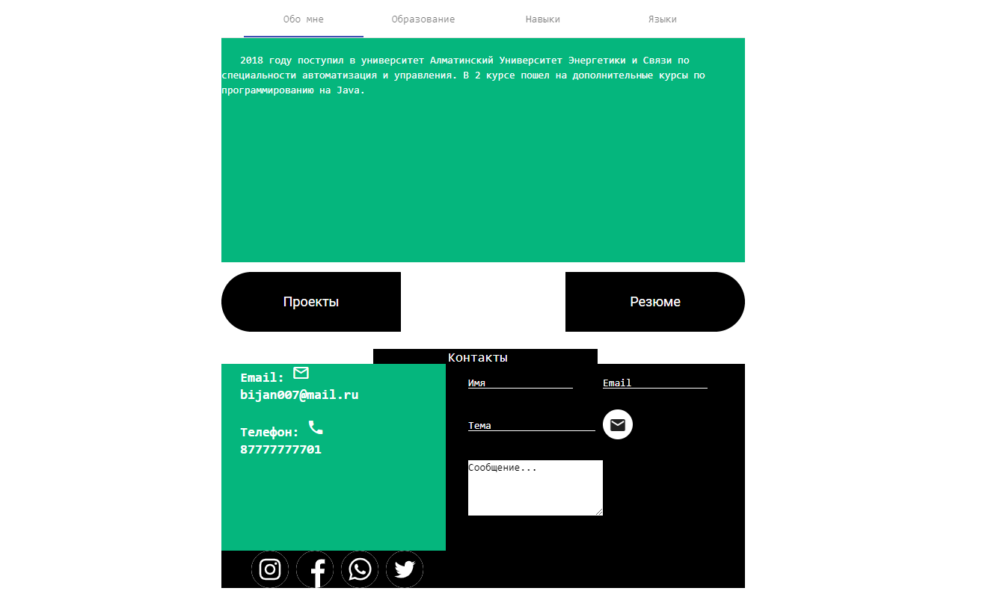 Обо мне Образование Навыки Языки
2018 году поступил в университет Алматинский Университет Энергетики и Связи по
специальности автоматизация и управления. В 2 курсе пошел на дополнительные курсы по
программированию на Java.
Проекты Резюме
Контакты
Email:
bijan007@mail.ru
Телефон:
87777777701
Имя Email
Тема
Сообщение...